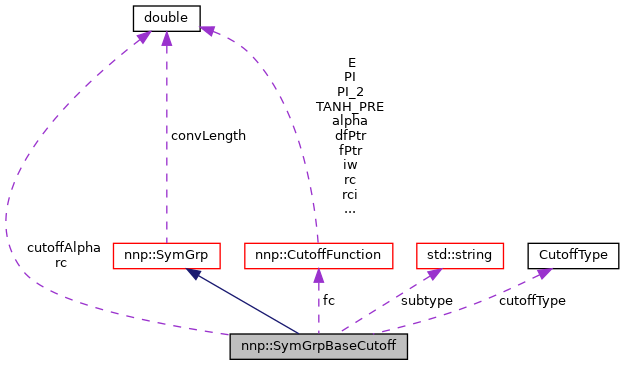 double
E
PI
PI_2
TANH_PRE
alpha
dfPtr
fPtr
iw
rc
rci
...
convLength
cutoffAlpha
rc
nnp::SymGrp
nnp::CutoffFunction
std::string
CutoffType
fc
subtype
cutoffType
nnp::SymGrpBaseCutoff